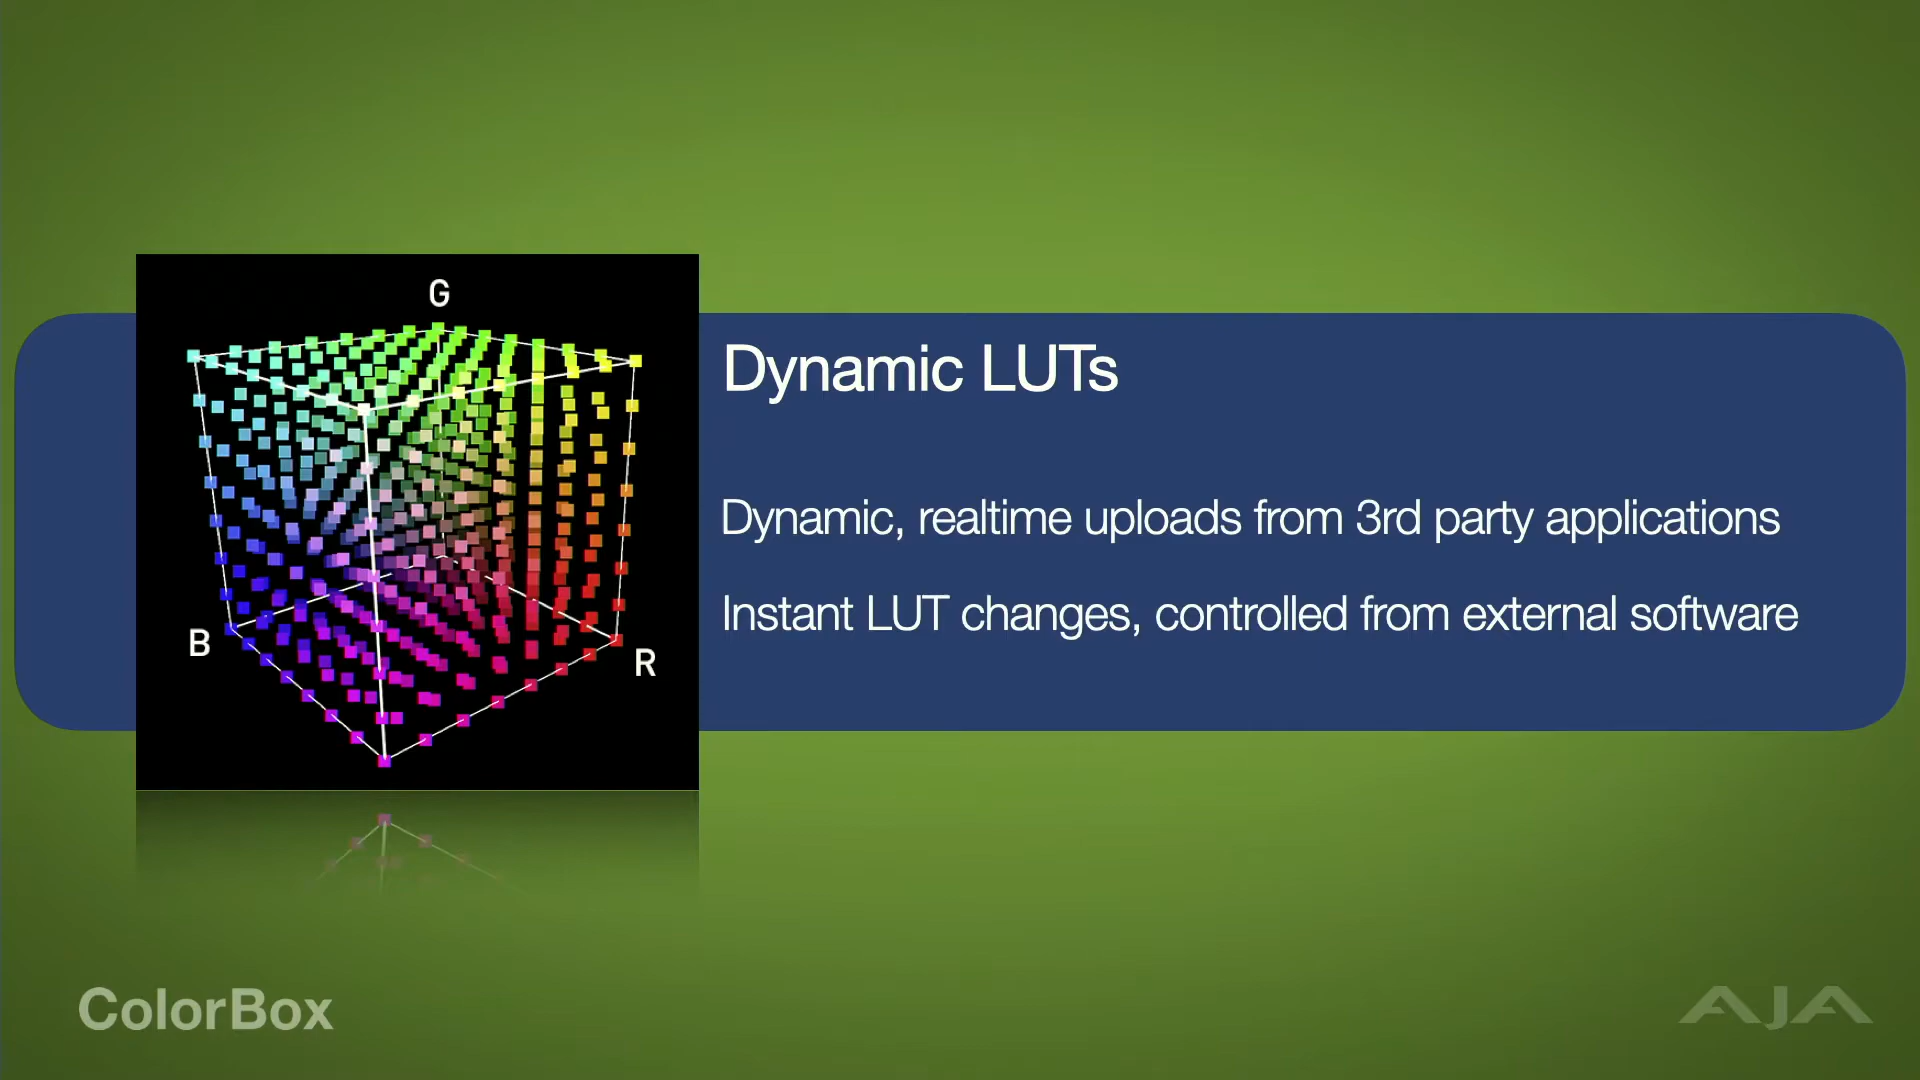 G
B
R
Dynamic LUTs
Dynamic, realtime uploads from 3rd party applications
Instant LUT changes, controlled from external software
ColorBox
AJA